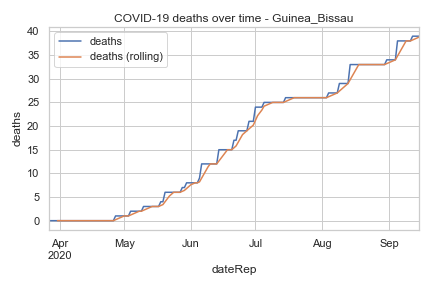 COVID-19 deaths over time - Guinea_Bissau
deaths
deaths (rolling)
40
35
30
25
20
15
10
5
0
deaths
Apr
2020
May
Jun
Jul
Aug
Sep
dateRep